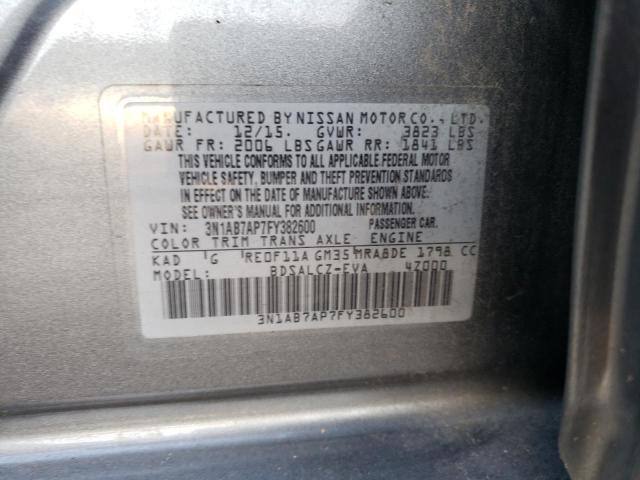 MANUFACTURED BY NISSAN MOTOR CO., LTD.
DATE: 12/15. GVWR: 3823 LBS
GAWR FR: 2006 LBS GAWR RR: 1841 LBS
THIS VEHICLE CONFORMS TO ALL APPLICABLE FEDERAL MOTOR
VEHICLE SAFETY, BUMPER AND THEFT PREVENTION STANDARDS
IN EFFECT ON THE DATE OF MANUFACTURE SHOWN ABOVE.
SEE OWNER'S MANUAL FOR ADDITIONAL INFORMATION.
VIN: 3N1AB7AP7FY382600 PASSENGER CAR.
COLOR TRIM TRANS AXLE ENGINE
KAD G RE0F11A GM35 MRA8DE 1798 CC
MODEL: BDSALCZ-EVA 4Z000
3N1AB7AP7FY382600